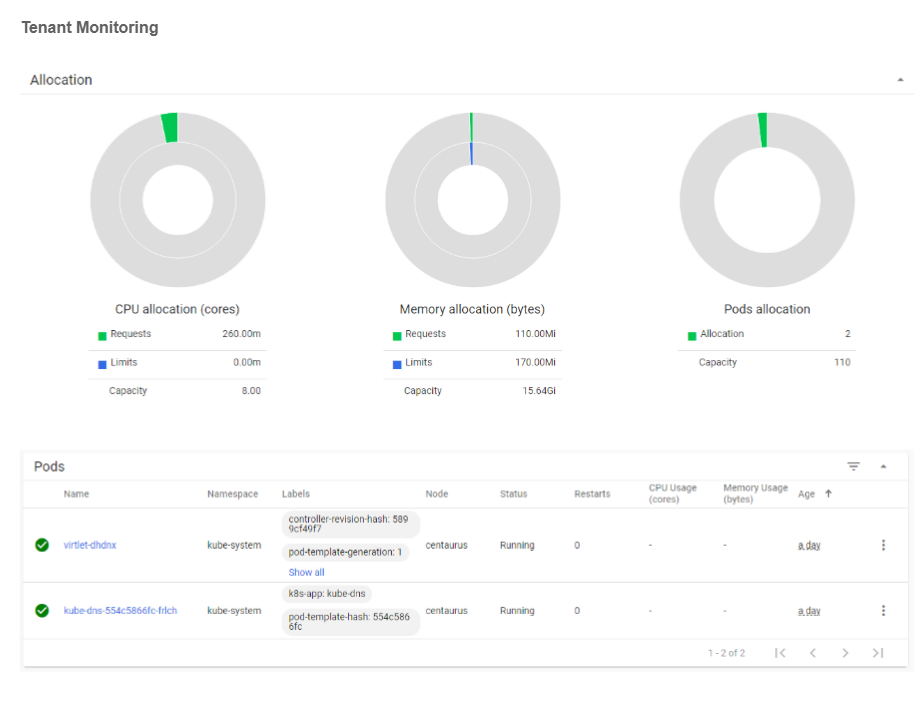 Tenant Monitoring
Allocation
CPU allocation (cores)
Requests 260.00m
Limits 0.00m
Capacity 8.00
Memory allocation (bytes)
Requests 110.00Mi
Limits 170.00Mi
Capacity 15.64Gi
Pods allocation
Allocation 2
Capacity 110
Pods
Name Namespace Labels Node Status Restarts CPU Usage (cores) Memory Usage (bytes) Age
controller-revision-hash: 589
9cf49f7
virtlet-dhdnx kube-system pod-template-generation: 1 centaurus Running 0 - - a day
Show all
k8s-app: kube-dns
kube-dns-554c5866fc-frlch kube-system pod-template-hash: 554c586 centaurus Running 0 - - a day
6fc
1 - 2 of 2